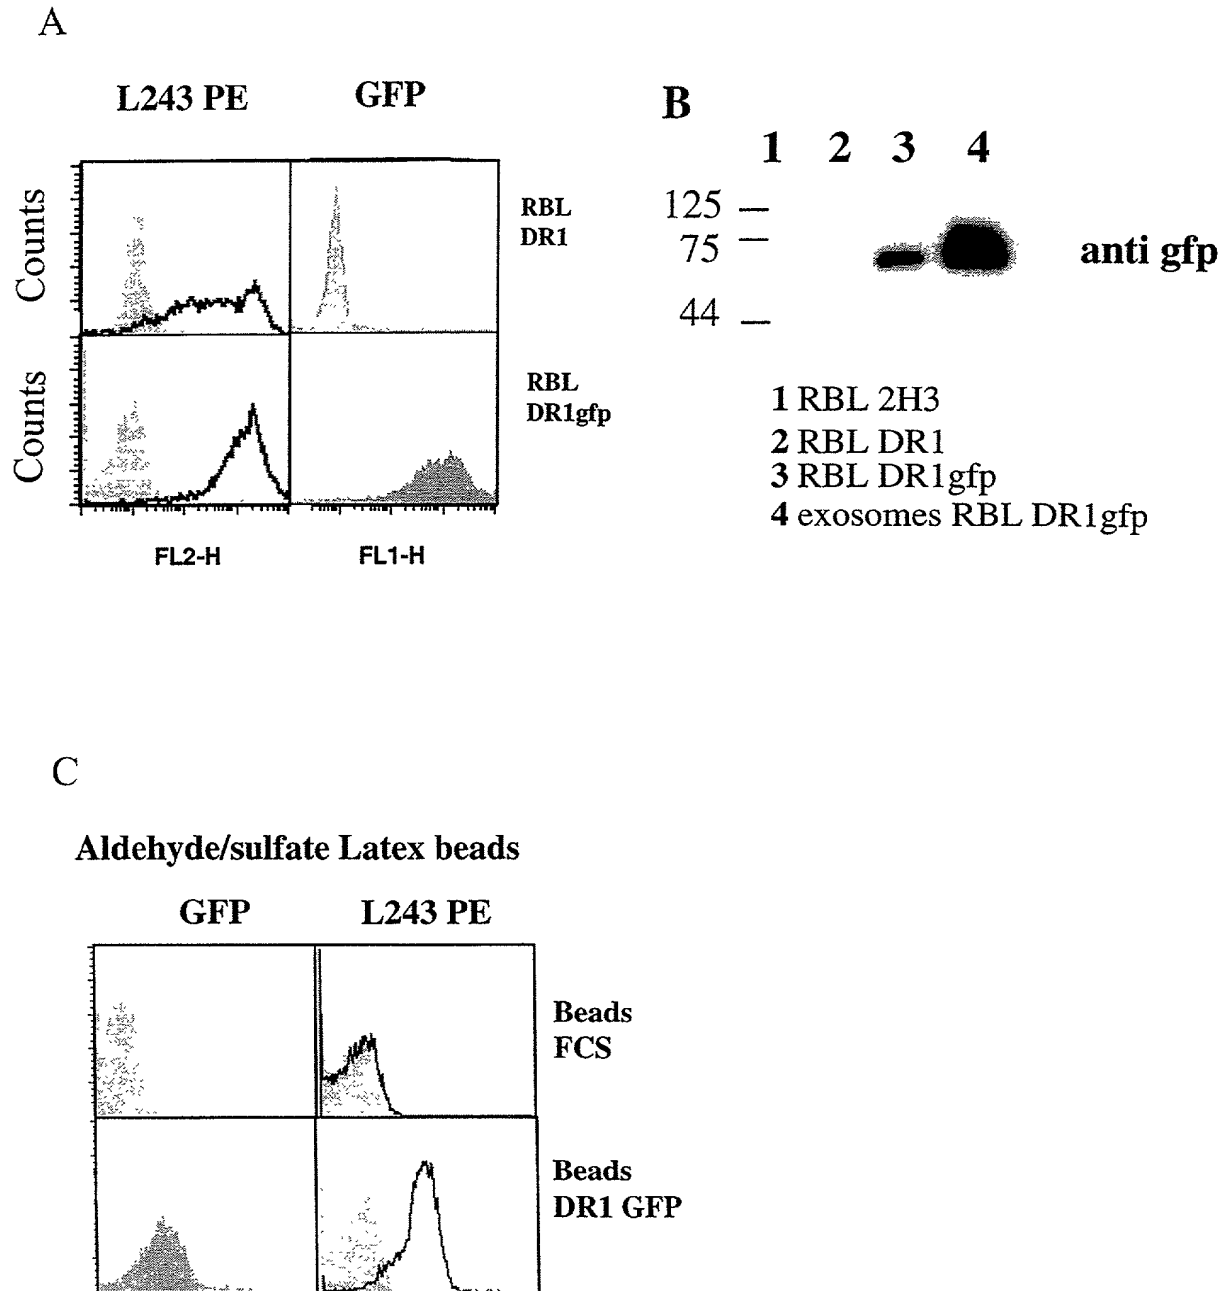 A
L243 PE GFP
Counts
RBL
DR1
Counts
RBL
DR1gfp
FL2-H FL1-H
B
1 2 3 4
125
75
44
anti gfp
1 RBL 2H3
2 RBL DR1
3 RBL DR1gfp
4 exosomes RBL DR1gfp
C
Aldehyde/sulfate Latex beads
GFP L243 PE
Beads
FCS
Beads
DR1 GFP